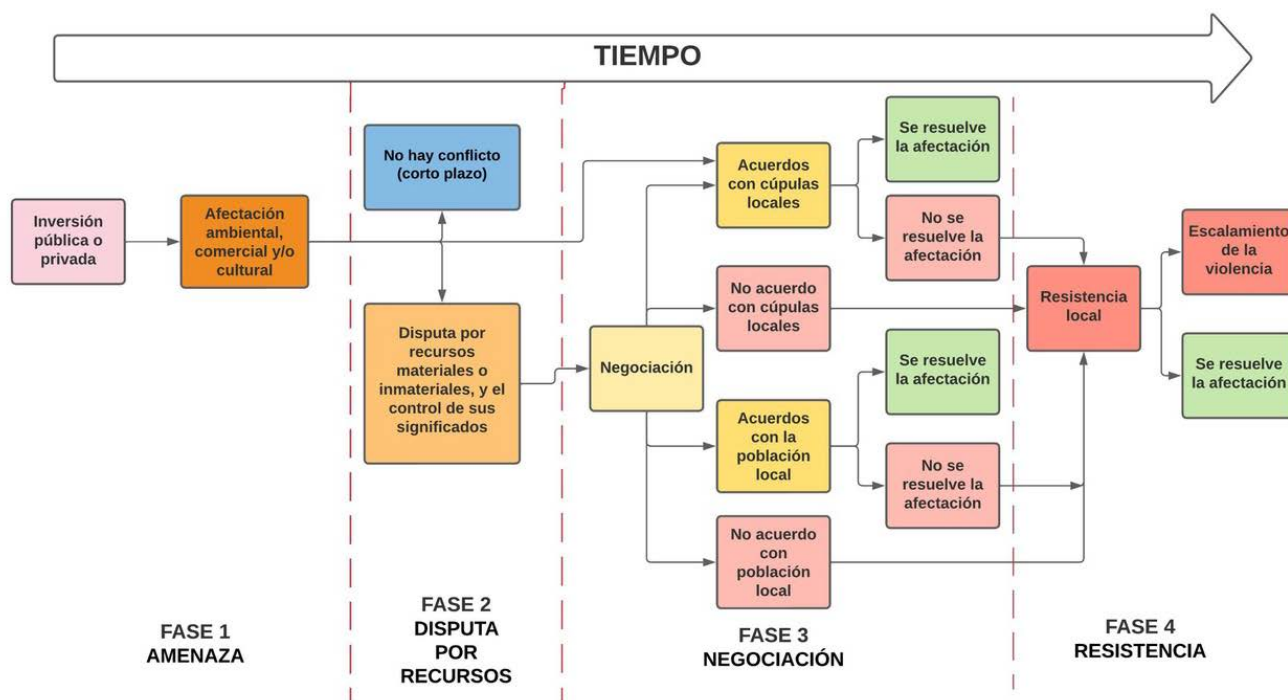 TIEMPO
Inversión
pública o
privada
Afectación
ambiental,
comercial y/o
cultural
No hay conflicto
(corto plazo)
Disputa por
recursos
materiales o
inmateriales, y el
control de sus
significados
Negociación
Acuerdos
con cúpulas
locales
No acuerdo
con cúpulas
locales
Acuerdos
con la
población
local
No acuerdo
con
población
local
Se resuelve
la afectación
No se
resuelve la
afectación
Se resuelve
la afectación
No se
resuelve la
afectación
Resistencia
local
Escalamiento
de la
violencia
Se resuelve
la afectación
FASE 1
AMENAZA
FASE 2
DISPUTA
POR
RECURSOS
FASE 3
NEGOCIACIÓN
FASE 4
RESISTENCIA